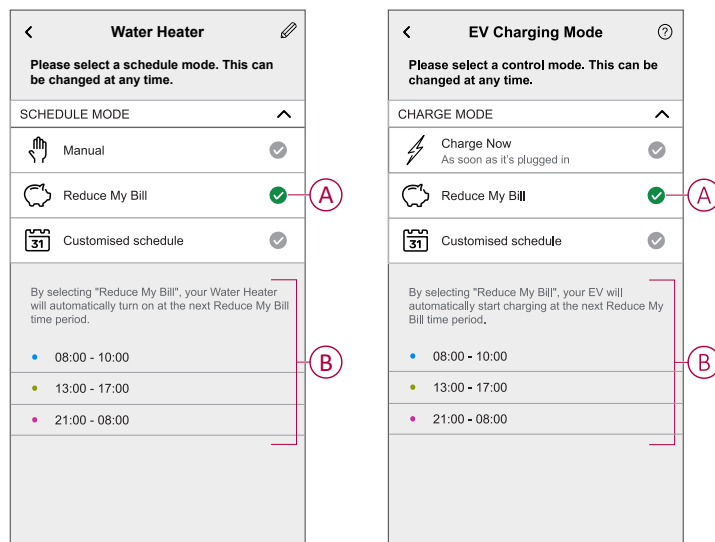 Water Heater
Please select a schedule mode. This can
be changed at any time.
SCHEDULE MODE
Manual
Reduce My Bill
A
31
Customised schedule
By selecting "Reduce My Bill", your Water Heater
will automatically turn on at the next Reduce My Bill
time period.
08:00 - 10:00
B
13:00 - 17:00
21:00 - 08:00
EV Charging Mode
?
Please select a control mode. This can be
changed at any time.
CHARGE MODE
Charge Now
As soon as it's plugged in
Reduce My Bill
A
31
Customised schedule
By selecting "Reduce My Bill", your EV will
automatically start charging at the next Reduce My
Bill time period.
08:00 - 10:00
B
13:00 - 17:00
21:00 - 08:00